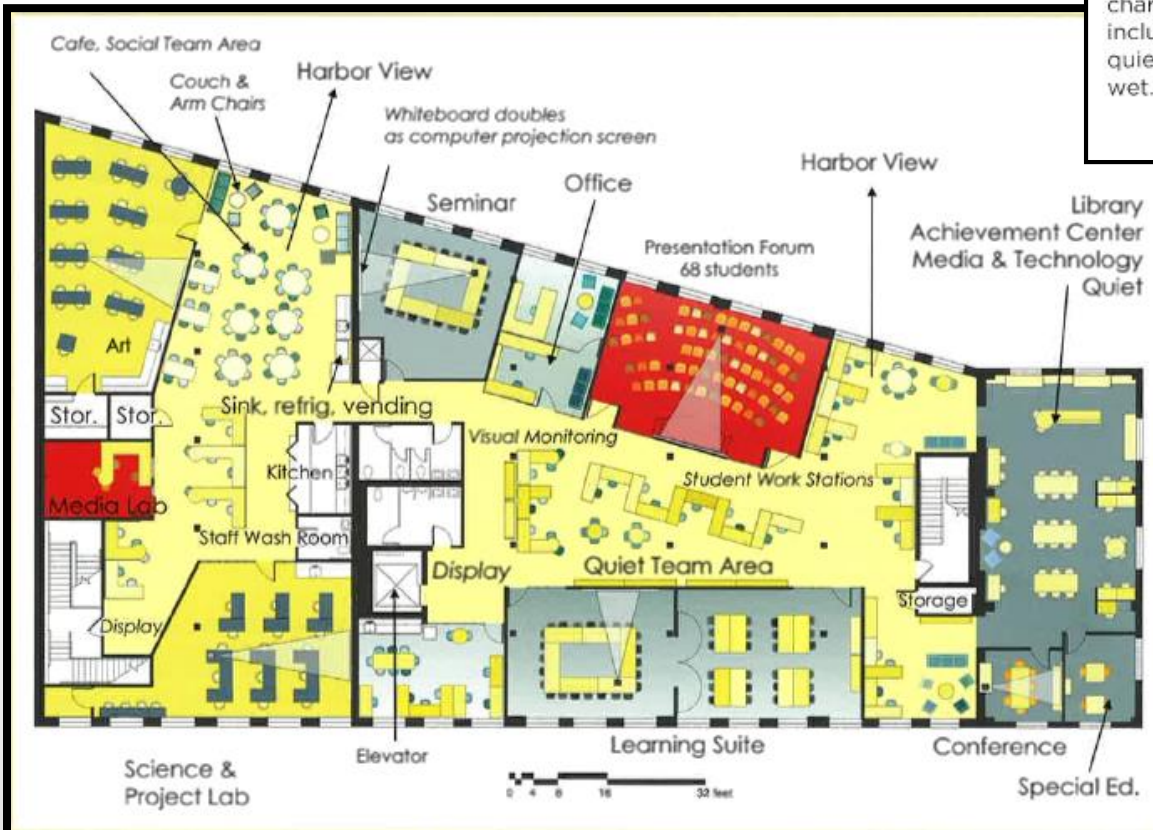 Cafe, Social Team Area
Couch &
Arm Chairs
Harbor View
Whiteboard doubles
as computer projection screen
Seminar
Office
Presentation Forum
68 students
Harbor View
Library
Achievement Center
Media & Technology
Quiet
wet.
Art
Stor.
Stor.
Sink, refrig, vending
Media Lab
Kitchen
Visual Monitoring
Student Work Stations
Staff Wash Room
Display
Quiet Team Area
Storage
Display
Science &
Project Lab
Elevator
Learning Suite
Conference
Special Ed.
0 4 8 16 32 feet